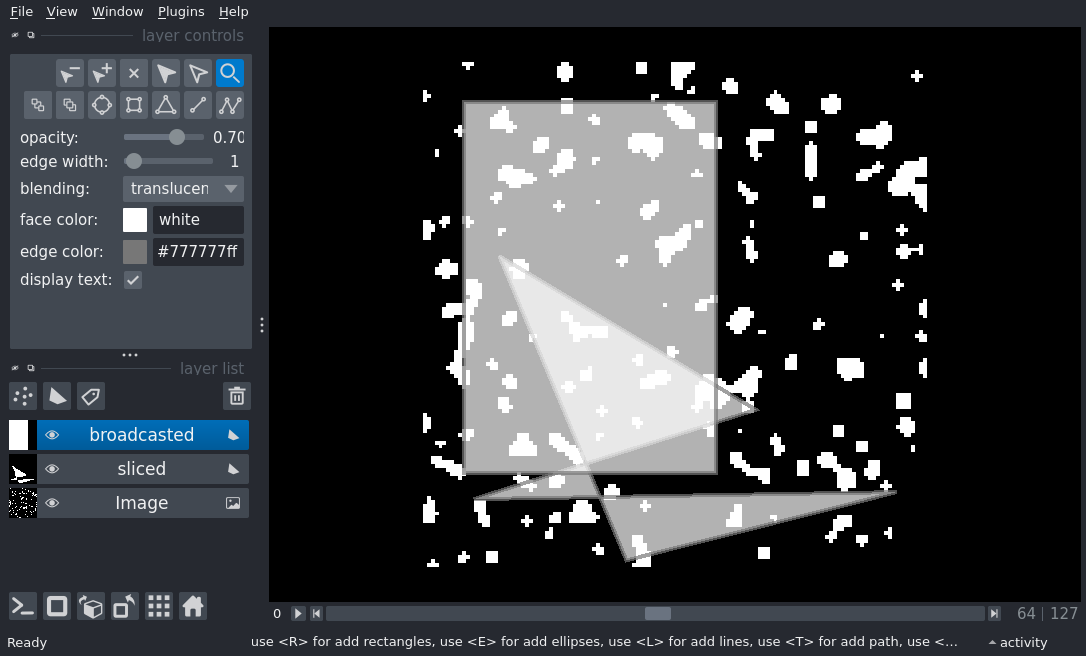 File View Window Plugins Help
layer controls
opacity: 0.70
edge width: 1
blending: translucen
face color: white
edge color: #777777ff
display text:
layer list
broadcasted
sliced
Image
0 64 127
Ready use <R> for add rectangles, use <E> for add ellipses, use <L> for add lines, use <T> for add path, use <... activity